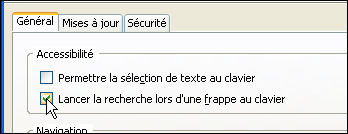 Général Mises à jour Sécurité
Accessibilité
Permettre la sélection de texte au clavier
Lancer la recherche lors d'une frappe au clavier
Navigation